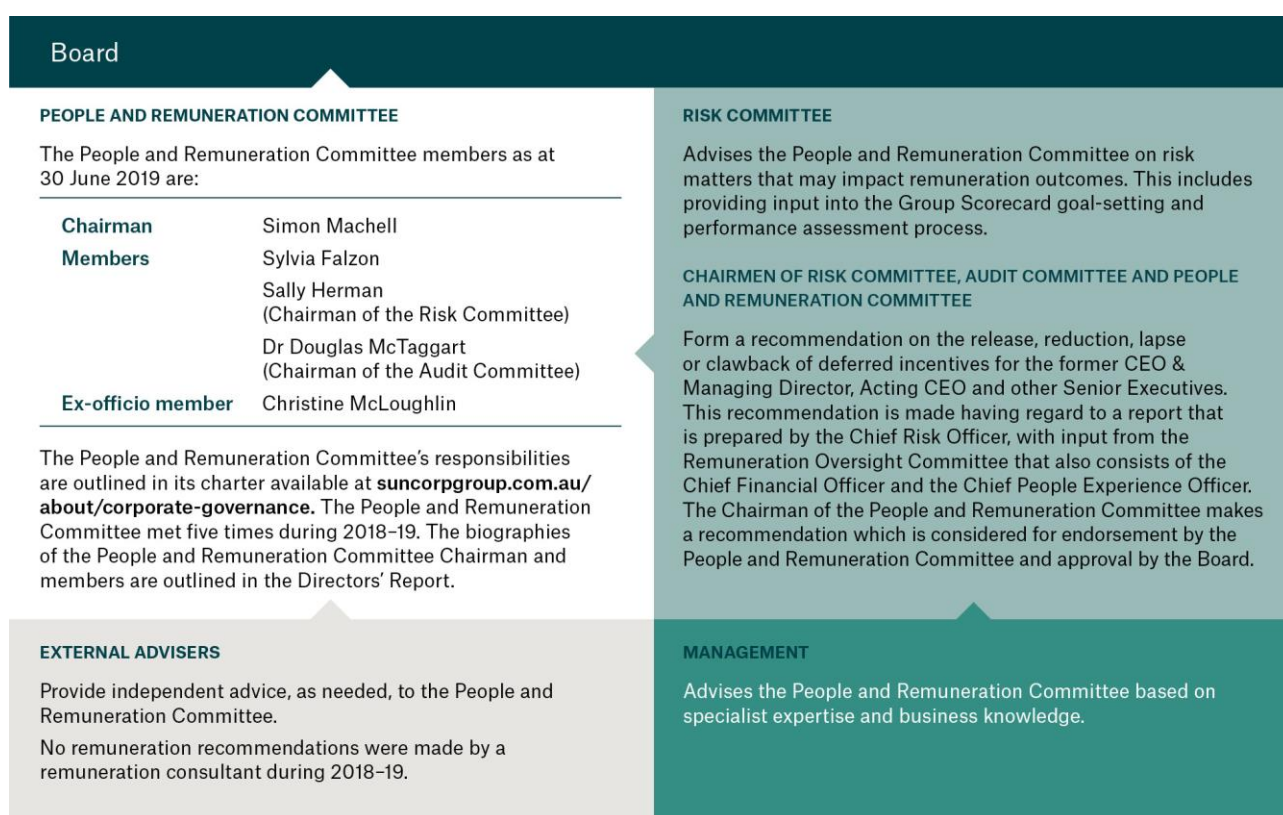 Board
PEOPLE AND REMUNERATION COMMITTEE
The People and Remuneration Committee members as at
30 June 2019 are:
Chairman Simon Machell
Members Sylvia Falzon
Sally Herman
(Chairman of the Risk Committee)
Dr Douglas McTaggart
(Chairman of the Audit Committee)
Ex-officio member Christine McLoughlin
The People and Remuneration Committee’s responsibilities
are outlined in its charter available at suncorpgroup.com.au/
about/corporate-governance. The People and Remuneration
Committee met five times during 2018–19. The biographies
of the People and Remuneration Committee Chairman and
members are outlined in the Directors’ Report.
RISK COMMITTEE
Advises the People and Remuneration Committee on risk
matters that may impact remuneration outcomes. This includes
providing input into the Group Scorecard goal-setting and
performance assessment process.
CHAIRMEN OF RISK COMMITTEE, AUDIT COMMITTEE AND PEOPLE
AND REMUNERATION COMMITTEE
Form a recommendation on the release, reduction, lapse
or clawback of deferred incentives for the former CEO &
Managing Director, Acting CEO and other Senior Executives.
This recommendation is made having regard to a report that
is prepared by the Chief Risk Officer, with input from the
Remuneration Oversight Committee that also consists of the
Chief Financial Officer and the Chief People Experience Officer.
The Chairman of the People and Remuneration Committee makes
a recommendation which is considered for endorsement by the
People and Remuneration Committee and approval by the Board.
EXTERNAL ADVISERS
Provide independent advice, as needed, to the People and
Remuneration Committee.
No remuneration recommendations were made by a
remuneration consultant during 2018–19.
MANAGEMENT
Advises the People and Remuneration Committee based on
specialist expertise and business knowledge.